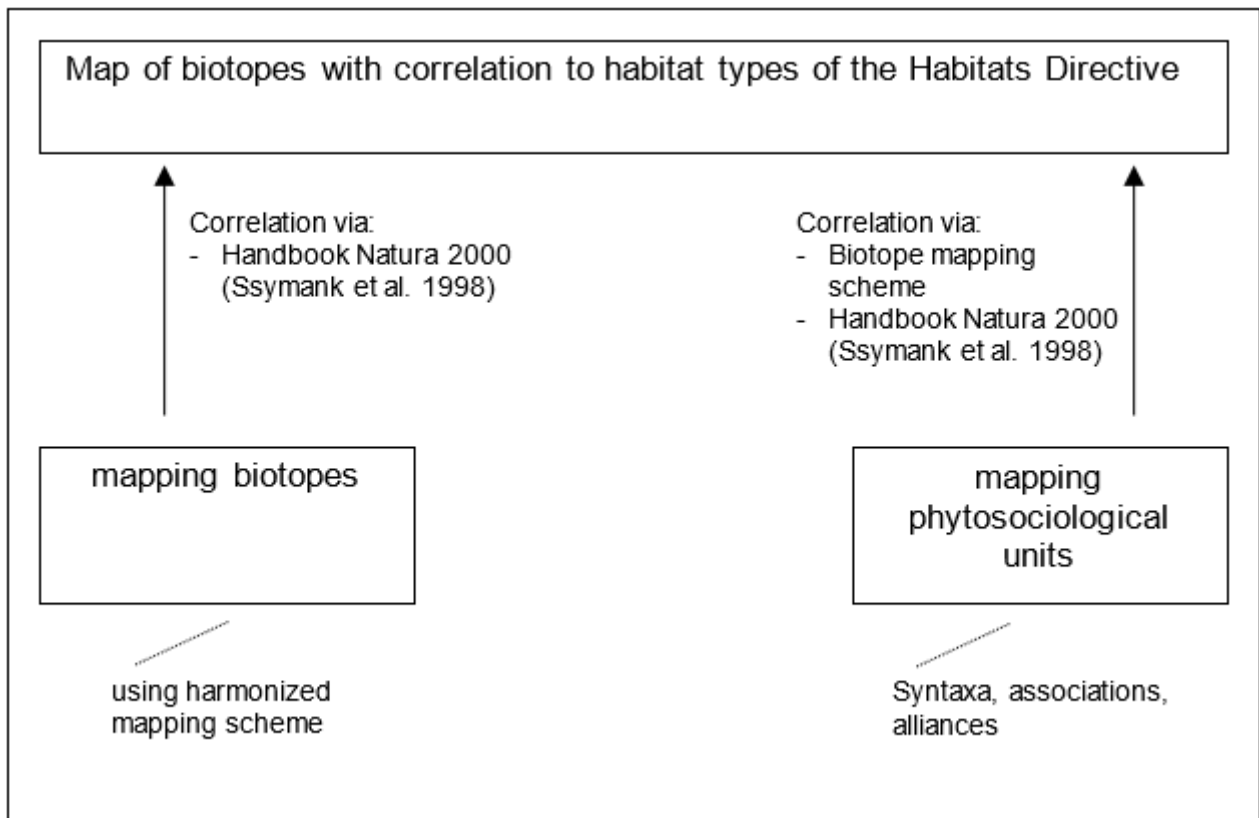 Map of biotopes with correlation to habitat types of the Habitats Directive
Correlation via:
- Handbook Natura 2000
(Ssymank et al. 1998)
Correlation via:
- Biotope mapping
scheme
- Handbook Natura 2000
(Ssymank et al. 1998)
mapping biotopes
mapping
phytosociological
units
using harmonized
mapping scheme
Syntaxa, associations,
alliances